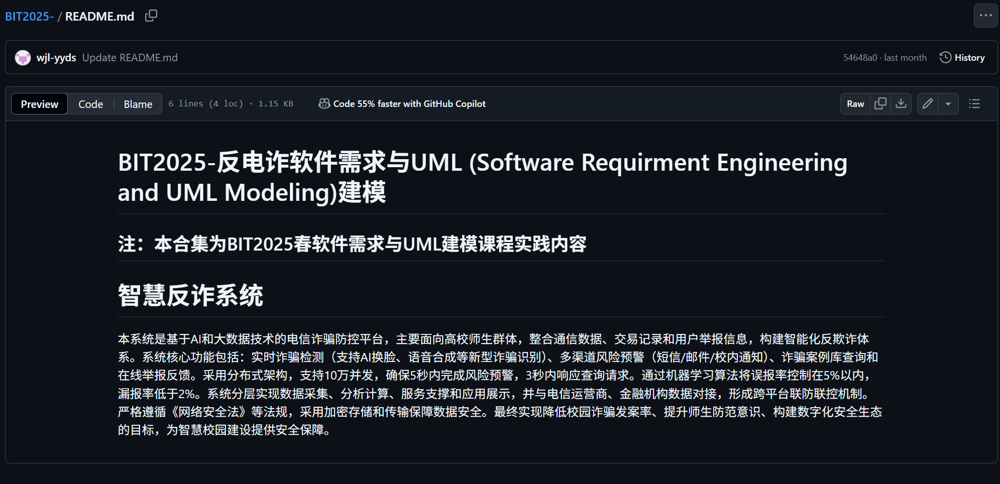 BIT2025- / README.md
wjl-yyds Update README.md 54648a0 · last month History
Preview Code Blame 6 lines (4 loc) · 1.15 KB Code 55% faster with GitHub Copilot Raw
BIT2025-反电诈软件需求与UML (Software Requirment Engineering
and UML Modeling)建模
注：本合集为BIT2025春软件需求与UML建模课程实践内容
智慧反诈系统
本系统是基于AI和大数据技术的电信诈骗防控平台，主要面向高校师生群体，整合通信数据、交易记录和用户举报信息，构建智能化反欺诈体
系。系统核心功能包括：实时诈骗检测（支持AI换脸、语音合成等新型诈骗识别）、多渠道风险预警（短信/邮件/校内通知）、诈骗案例库查询和
在线举报反馈。采用分布式架构，支持10万并发，确保5秒内完成风险预警，3秒内响应查询请求。通过机器学习算法将误报率控制在5%以内，
漏报率低于2%。系统分层实现数据采集、分析计算、服务支撑和应用展示，并与电信运营商、金融机构数据对接，形成跨平台联防联控机制。
严格遵循《网络安全法》等法规，采用加密存储和传输保障数据安全。最终实现降低校园诈骗发案率、提升师生防范意识、构建数字化安全生态
的目标，为智慧校园建设提供安全保障。